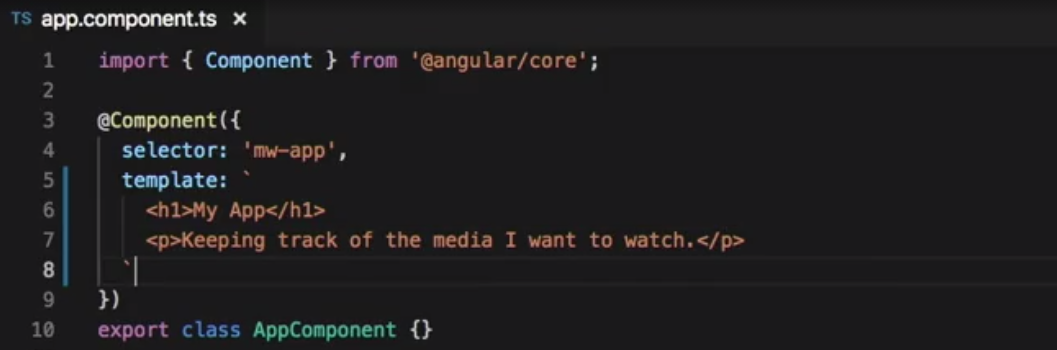 TS app.component.ts ×
1 import { Component } from '@angular/core';
2
3 @Component({
4   selector: 'mw-app',
5   template: `
6     <h1>My App</h1>
7     <p>Keeping track of the media I want to watch.</p>
8   `
9 })
10 export class AppComponent {}